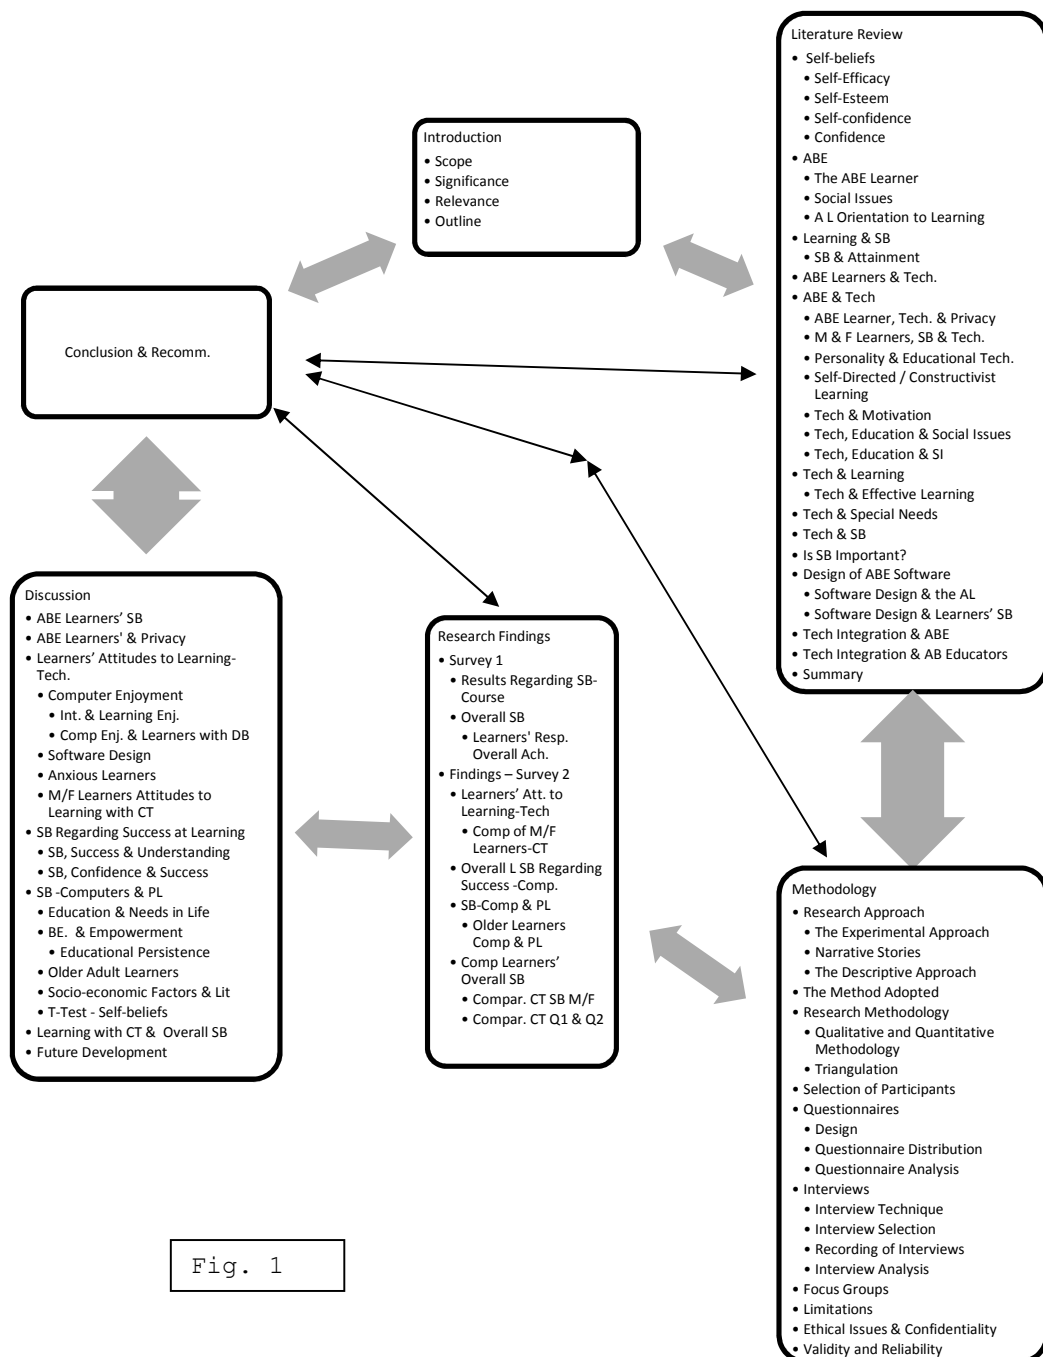 Literature Review
• Self-beliefs
• Self-Efficacy
• Self-Esteem
• Self-confidence
• Confidence
• ABE
• The ABE Learner
• Social Issues
• A L Orientation to Learning
• Learning & SB
• SB & Attainment
• ABE Learners & Tech.
• ABE & Tech
• ABE Learner, Tech. & Privacy
• M & F Learners, SB & Tech.
• Personality & Educational Tech.
• Self-Directed / Constructivist
Learning
• Tech & Motivation
• Tech, Education & Social Issues
• Tech, Education & SI
• Tech & Learning
• Tech & Effective Learning
• Tech & Special Needs
• Tech & SB
• Is SB Important?
• Design of ABE Software
• Software Design & the AL
• Software Design & Learners’ SB
• Tech Integration & ABE
• Tech Integration & AB Educators
• Summary
Introduction
• Scope
• Significance
• Relevance
• Outline
Conclusion & Recomm.
Discussion
• ABE Learners’ SB
• ABE Learners' & Privacy
• Learners’ Attitudes to Learning-
Tech.
• Computer Enjoyment
• Int. & Learning Enj.
• Comp Enj. & Learners with DB
• Software Design
• Anxious Learners
• M/F Learners Attitudes to
Learning with CT
• SB Regarding Success at Learning
• SB, Success & Understanding
• SB, Confidence & Success
• SB -Computers & PL
• Education & Needs in Life
• BE. & Empowerment
• Educational Persistence
• Older Adult Learners
• Socio-economic Factors & Lit
• T-Test - Self-beliefs
• Learning with CT & Overall SB
• Future Development
Research Findings
• Survey 1
• Results Regarding SB-
Course
• Overall SB
• Learners' Resp.
Overall Ach.
• Findings – Survey 2
• Learners’ Att. to
Learning-Tech
• Comp of M/F
Learners-CT
• Overall L SB Regarding
Success -Comp.
• SB-Comp & PL
• Older Learners
Comp & PL
• Comp Learners’
Overall SB
• Compar. CT SB M/F
• Compar. CT Q1 & Q2
Methodology
• Research Approach
• The Experimental Approach
• Narrative Stories
• The Descriptive Approach
• The Method Adopted
• Research Methodology
• Qualitative and Quantitative
Methodology
• Triangulation
• Selection of Participants
• Questionnaires
• Design
• Questionnaire Distribution
• Questionnaire Analysis
• Interviews
• Interview Technique
• Interview Selection
• Recording of Interviews
• Interview Analysis
• Focus Groups
• Limitations
• Ethical Issues & Confidentiality
• Validity and Reliability
Fig. 1